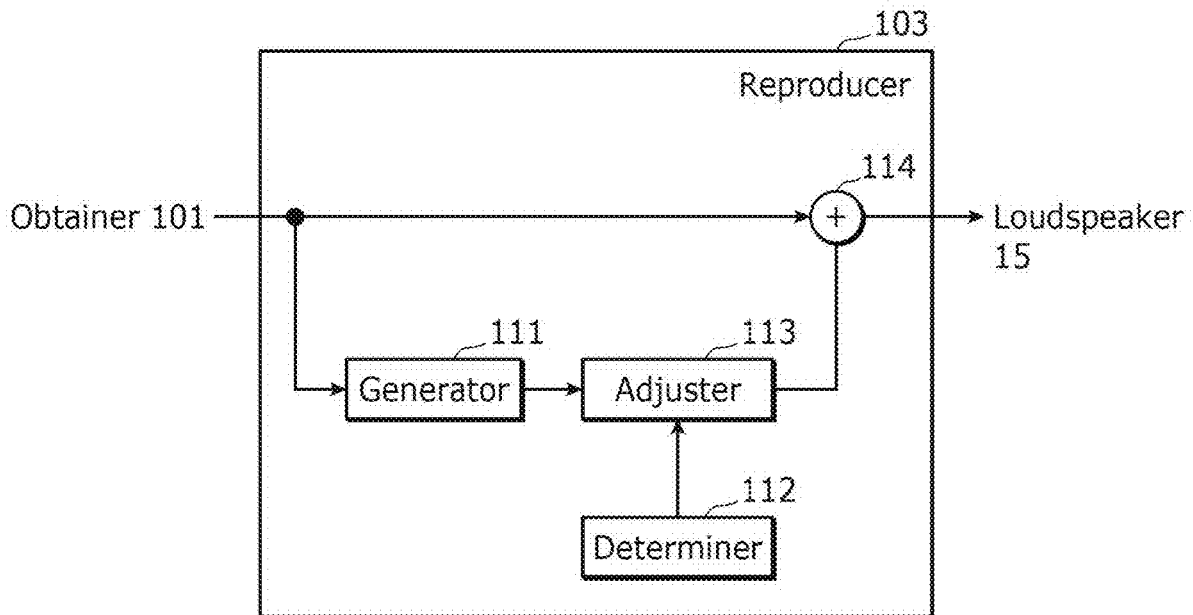 103
Reproducer
114
Obtainer 101
+
Loudspeaker
15
111
113
Generator
Adjuster
112
Determiner